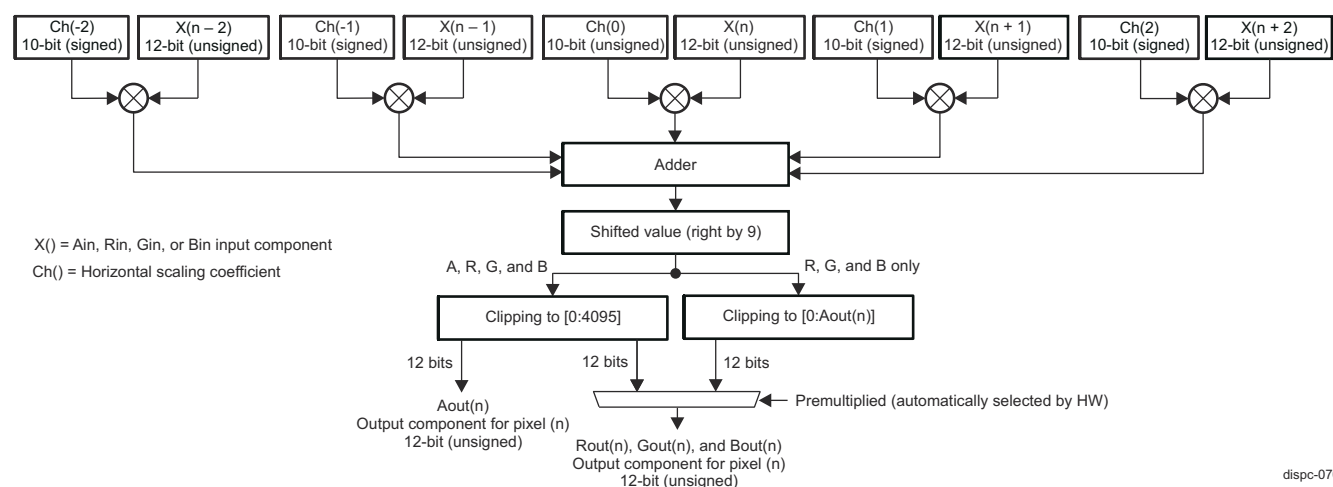 Ch(-2)
10-bit (signed)
X(n – 2)
12-bit (unsigned)
Ch(-1)
10-bit (signed)
X(n – 1)
12-bit (unsigned)
Ch(0)
10-bit (unsigned)
X(n)
12-bit (unsigned)
Ch(1)
10-bit (signed)
X(n + 1)
12-bit (unsigned)
Ch(2)
10-bit (signed)
X(n + 2)
12-bit (unsigned)
Adder
Shifted value (right by 9)
X() = Ain, Rin, Gin, or Bin input component
Ch() = Horizontal scaling coefficient
A, R, G, and B
R, G, and B only
Clipping to [0:4095]
Clipping to [0:Aout(n)]
12 bits
12 bits
12 bits
Premultiplied (automatically selected by HW)
Aout(n)
Output component for pixel (n)
12-bit (unsigned)
Rout(n), Gout(n), and Bout(n)
Output component for pixel (n)
12-bit (unsigned)